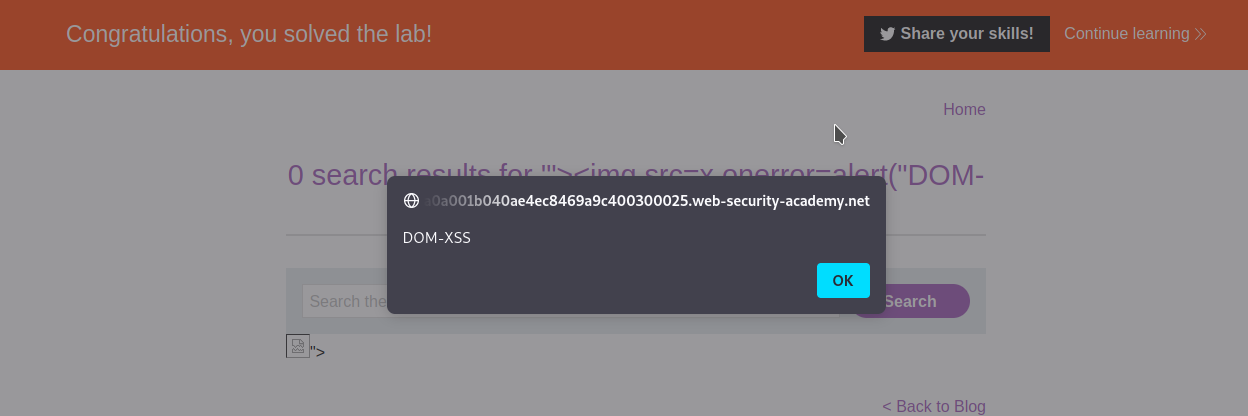 Congratulations, you solved the lab!
Share your skills!
Continue learning
Home
0 search results for '"><img src=x onerror=alert("DOM-
a0a001b040ae4ec8469a9c400300025.web-security-academy.net
DOM-XSS
OK
Search the
Search
">
< Back to Blog